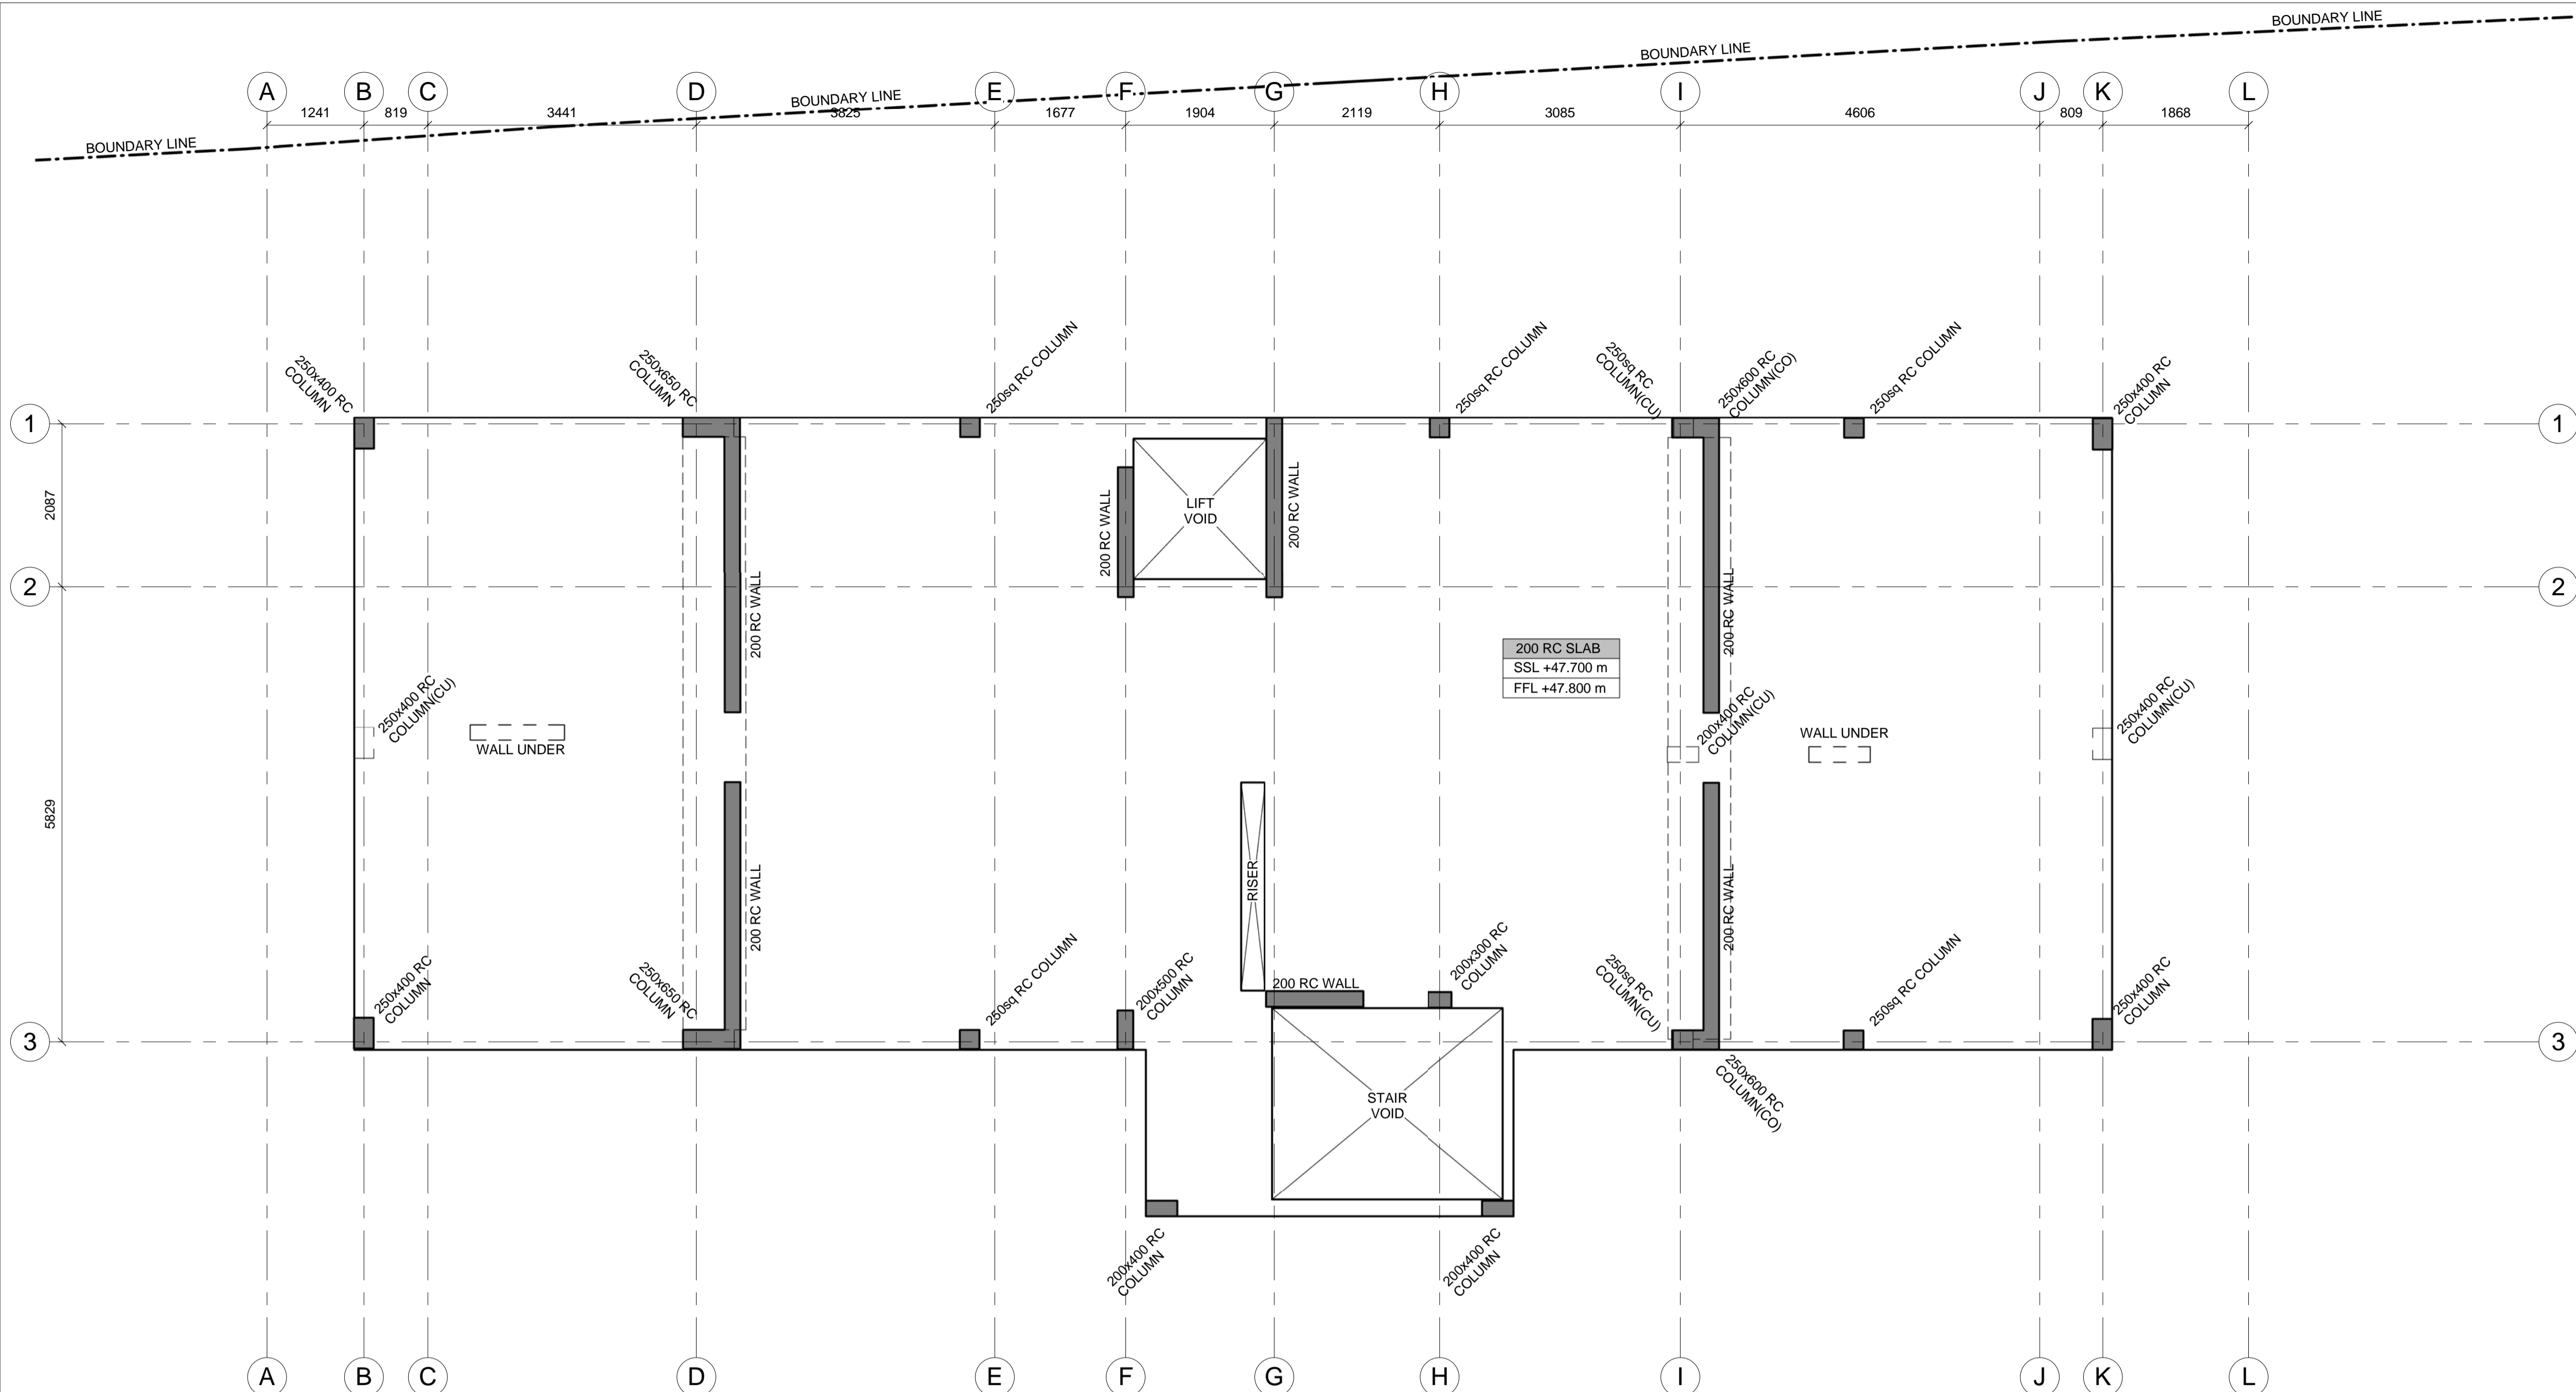 BOUNDARY LINE
BOUNDARY LINE
BOUNDARY LINE
BOUNDARY LINE
A
B
C
D
E
F
G
H
I
J
K
L
1241
819
3441
3825
1677
1904
2119
3085
4606
809
1868
250x400 RC
COLUMN
250x650 RC
COLUMN
250sq RC COLUMN
250sq RC COLUMN
250sq RC
COLUMN(CU)
250x600 RC
COLUMN(CO)
250sq RC COLUMN
250x400 RC
COLUMN
1
1
2087
LIFT
VOID
200 RC WALL
200 RC WALL
2
2
200 RC WALL
200 RC WALL
200 RC SLAB
SSL +47.700 m
FFL +47.800 m
250x400 RC
COLUMN(CU)
WALL UNDER
200x400 RC
COLUMN(CU)
WALL UNDER
250x400 RC
COLUMN(CU)
5829
RISER
200 RC WALL
200 RC WALL
250x400 RC
COLUMN
250x650 RC
COLUMN
250sq RC COLUMN
200x500 RC
COLUMN
200 RC WALL
200x300 RC
COLUMN
250sq RC
COLUMN(CU)
250sq RC COLUMN
250x400 RC
COLUMN
3
3
STAIR
VOID
250x600 RC
COLUMN(CO)
200x400 RC
COLUMN
200x400 RC
COLUMN
A
B
C
D
E
F
G
H
I
J
K
L